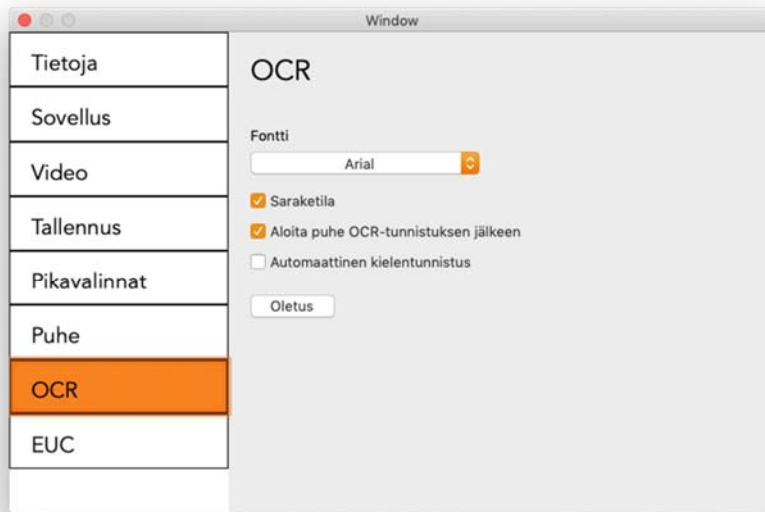 Window
Tietoja
Sovellus
Video
Tallennus
Pikavalinnat
Puhe
OCR
EUC
OCR
Fontti
Arial
Saraketila
Aloita puhe OCR-tunnistuksen jälkeen
Automaattinen kielentunnistus
Oletus